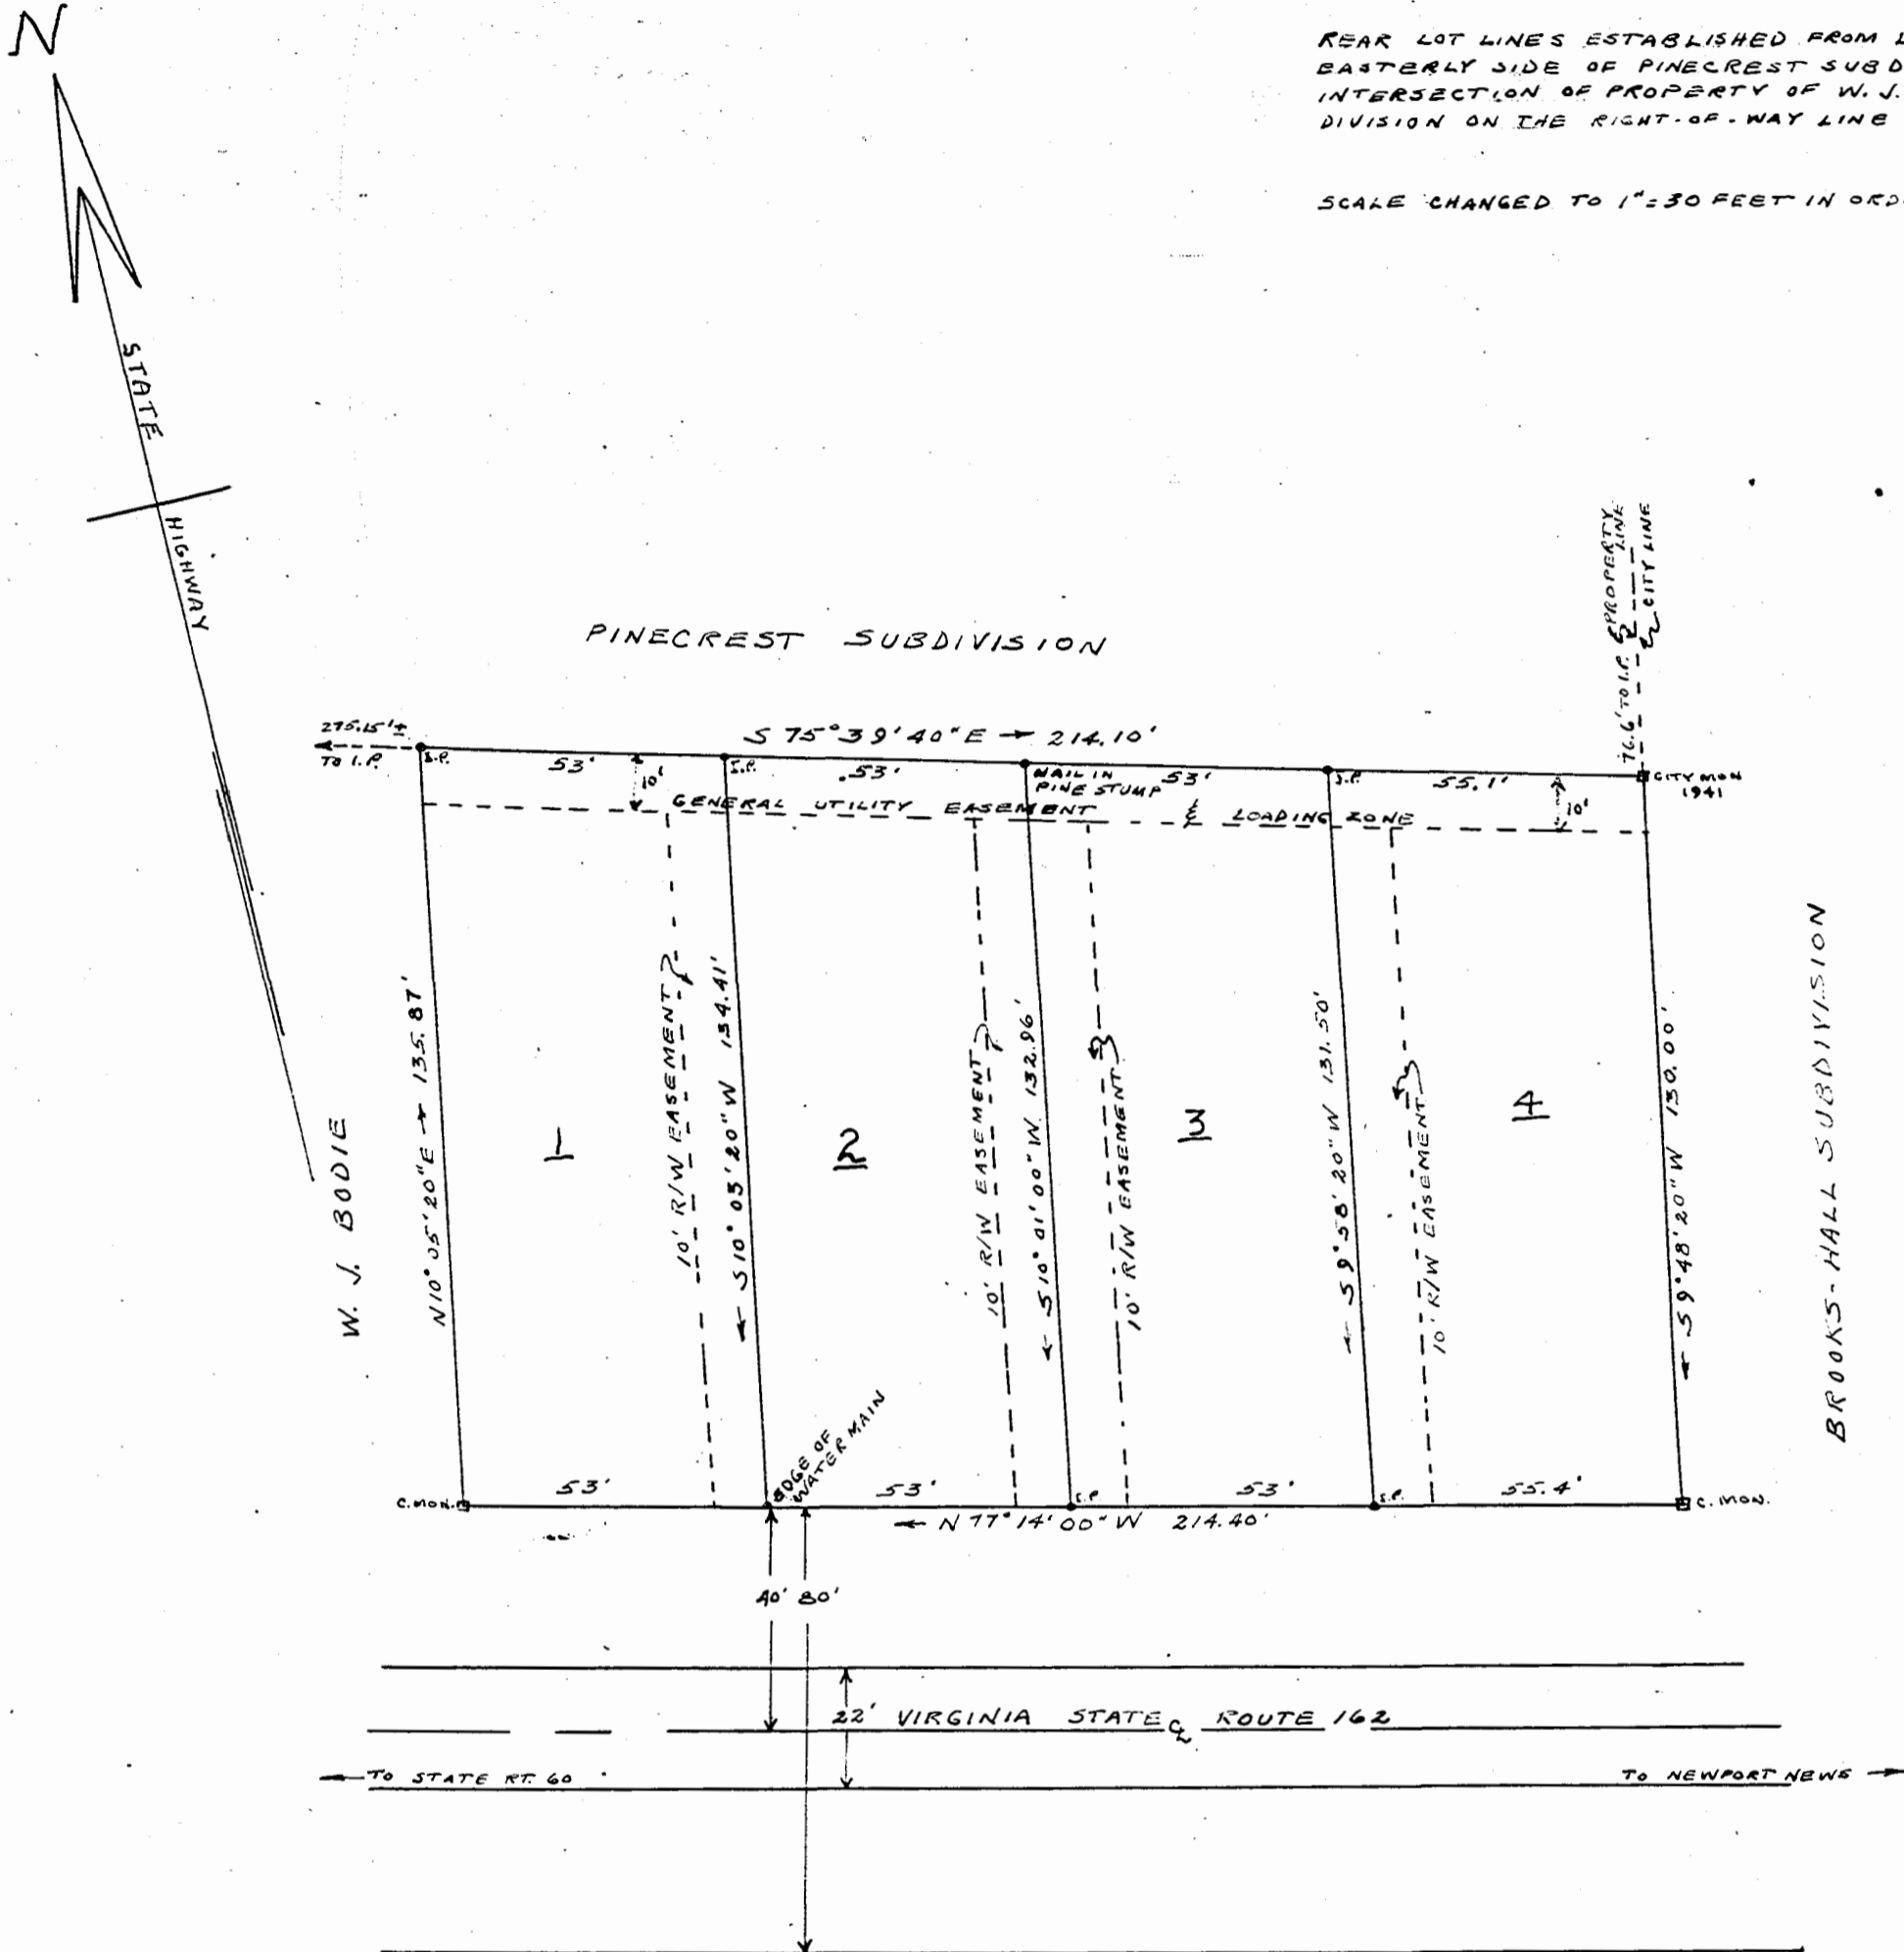 N
REAR LOT LINES ESTABLISHED FROM
EASTERLY SIDE OF PINECREST
INTERSECTION OF PROPERTY OF W. J.
DIVISION ON THE RIGHT-OF-WAY LINE
SCALE CHANGED TO 1"=30 FEET IN
STATE
HIGHWAY
PROPERTY
LINE
CITY LINE
76.6' TO I.P.
PINECREST SUBDIVISION
275.15'±
TO I.P.
S 75°39'40"E → 214.10'
I.P.
53'
10'
I.P.
53'
NAIL IN
PINE STUMP
53'
I.P.
55.1'
10'
CITY MON
1941
GENERAL UTILITY EASEMENT & LOADING ZONE
W. J. BODIE
N10°05'20"E → 135.87'
1
10' R/W EASEMENT
← S10°03'20"W 134.41'
2
10' R/W EASEMENT
← S10°01'00"W 132.96'
10' R/W EASEMENT
3
← S9°58'20"W 131.50'
10' R/W EASEMENT
4
← S9°48'20"W 130.00'
BROOKS-HALL SUBDIVISION
EDGE OF
WATER MAIN
C. MON.
53'
53'
I.P.
53'
I.P.
55.4'
C. MON.
← N 77°14'00"W 214.40'
40' 80'
22' VIRGINIA STATE ℄ ROUTE 162
← TO STATE RT. 60
TO NEWPORT NEWS →